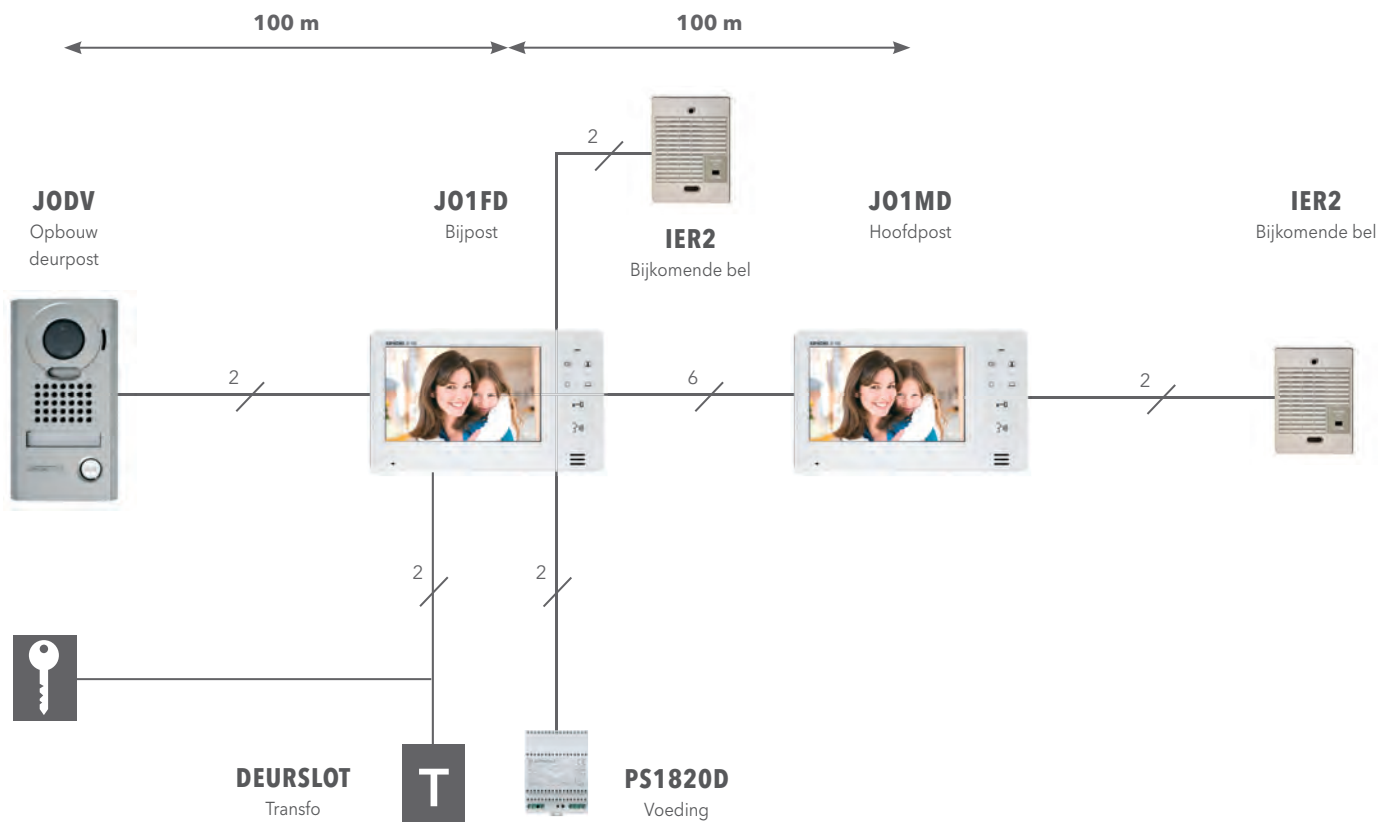 100 m
100 m
2
JODV
Opbouw
deurpost
JO1FD
Bijpost
IER2
Bijkomende bel
JO1MD
Hoofdpost
IER2
Bijkomende bel
2
6
2
2
2
DEURSLOT
Transfo
T
PS1820D
Voeding